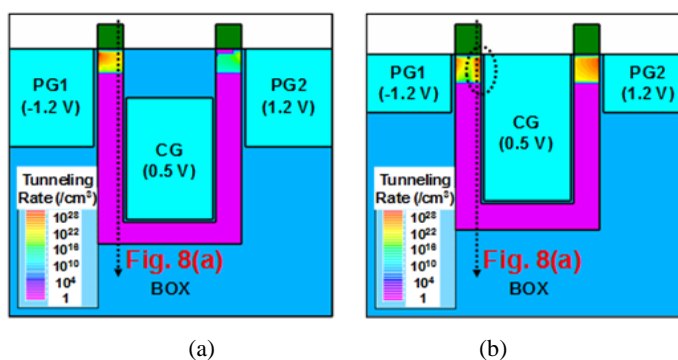 PG1
(-1.2 V)
PG2
(1.2 V)
CG
(0.5 V)
Tunneling
Rate (/cm³)
10²⁸
10²²
10¹⁶
10¹⁰
10⁴
1
Fig. 8(a)
BOX
(a)
PG1
(-1.2 V)
PG2
(1.2 V)
CG
(0.5 V)
Tunneling
Rate (/cm³)
10²⁸
10²²
10¹⁶
10¹⁰
10⁴
1
Fig. 8(a)
BOX
(b)